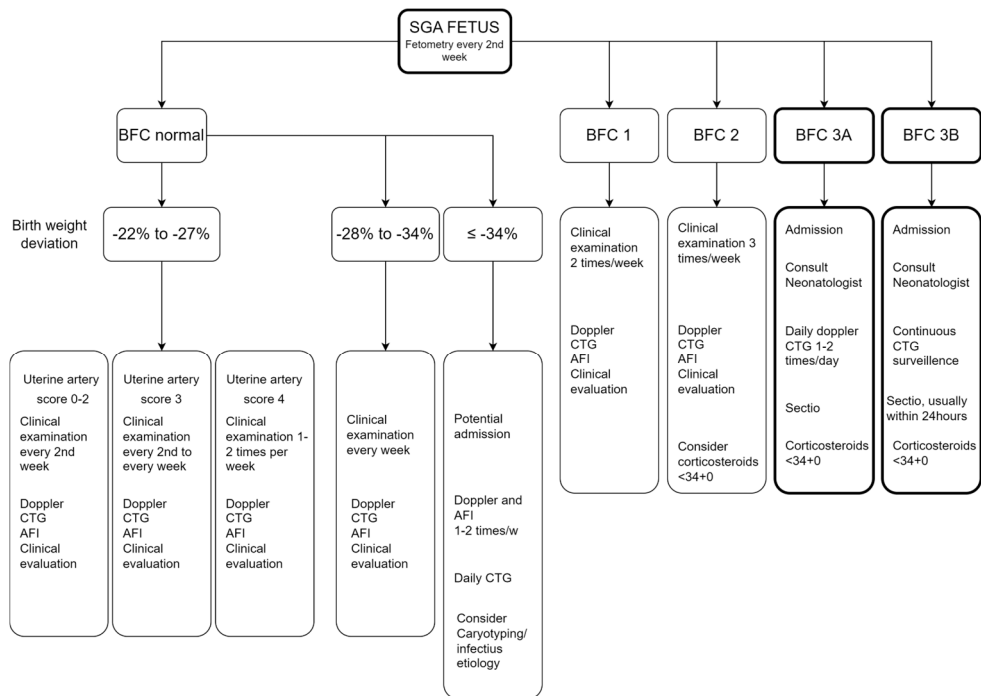 SGA FETUS
Fetometry every 2nd
week
BFC normal
BFC 1
BFC 2
BFC 3A
BFC 3B
Birth weight
deviation
-22% to -27%
-28% to -34%
≤ -34%
Uterine artery
score 0-2
Clinical
examination
every 2nd
week
Doppler
CTG
AFI
Clinical
evaluation
Uterine artery
score 3
Clinical
examination
every 2nd to
every week
Doppler
CTG
AFI
Clinical
evaluation
Uterine artery
score 4
Clinical
examination 1-
2 times per
week
Doppler
CTG
AFI
Clinical
evaluation
Clinical
examination
every week
Doppler
CTG
AFI
Clinical
evaluation
Potential
admission
Doppler and
AFI
1-2 times/w
Daily CTG
Consider
Caryotyping/
infectius
etiology
Clinical
examination
2 times/week
Doppler
CTG
AFI
Clinical
evaluation
Clinical
examination 3
times/week
Doppler
CTG
AFI
Clinical
evaluation
Consider
corticosteroids
<34+0
Admission
Consult
Neonatologist
Daily doppler
CTG 1-2
times/day
Sectio
Corticosteroids
<34+0
Admission
Consult
Neonatologist
Continuous
CTG
surveillence
Sectio, usually
within 24hours
Corticosteroids
<34+0